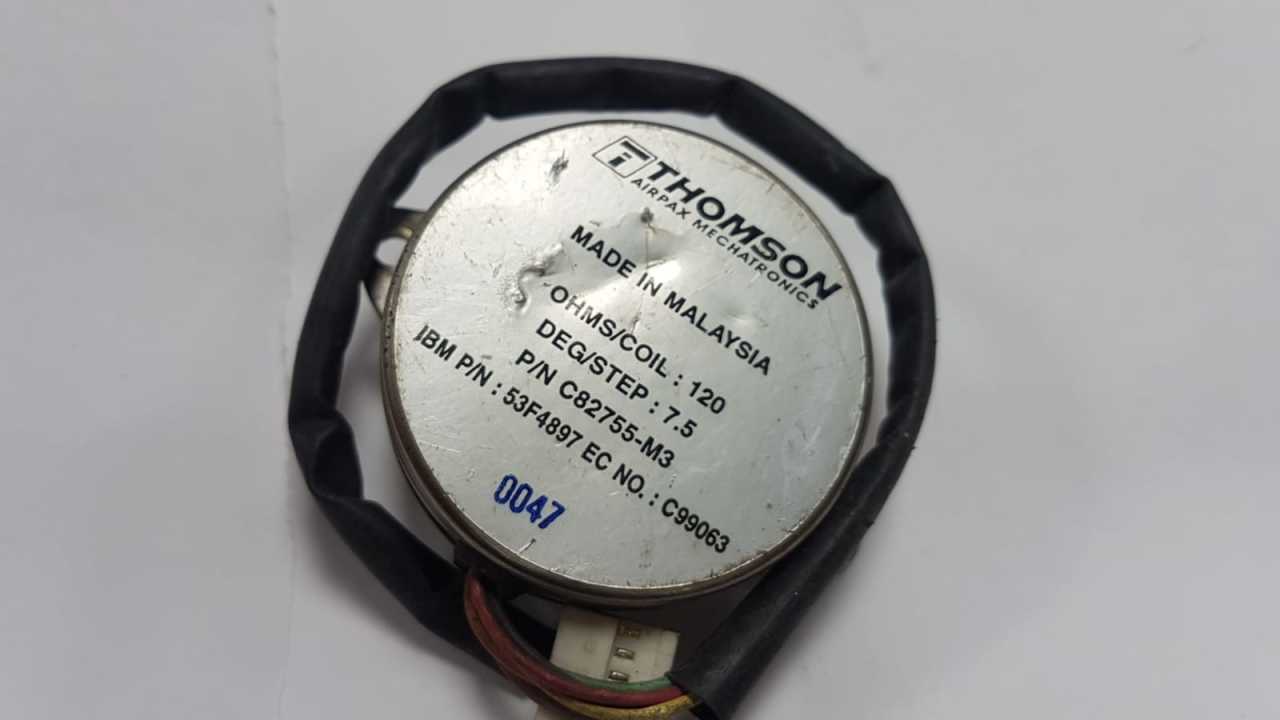 THOMSON
AIRPAX MECHATRONICS
MADE IN MALAYSIA
OHMS/COIL : 120
DEG/STEP : 7.5
P/N C82755-M3
IBM P/N : 53F4897 EC NO. : C99063
0047